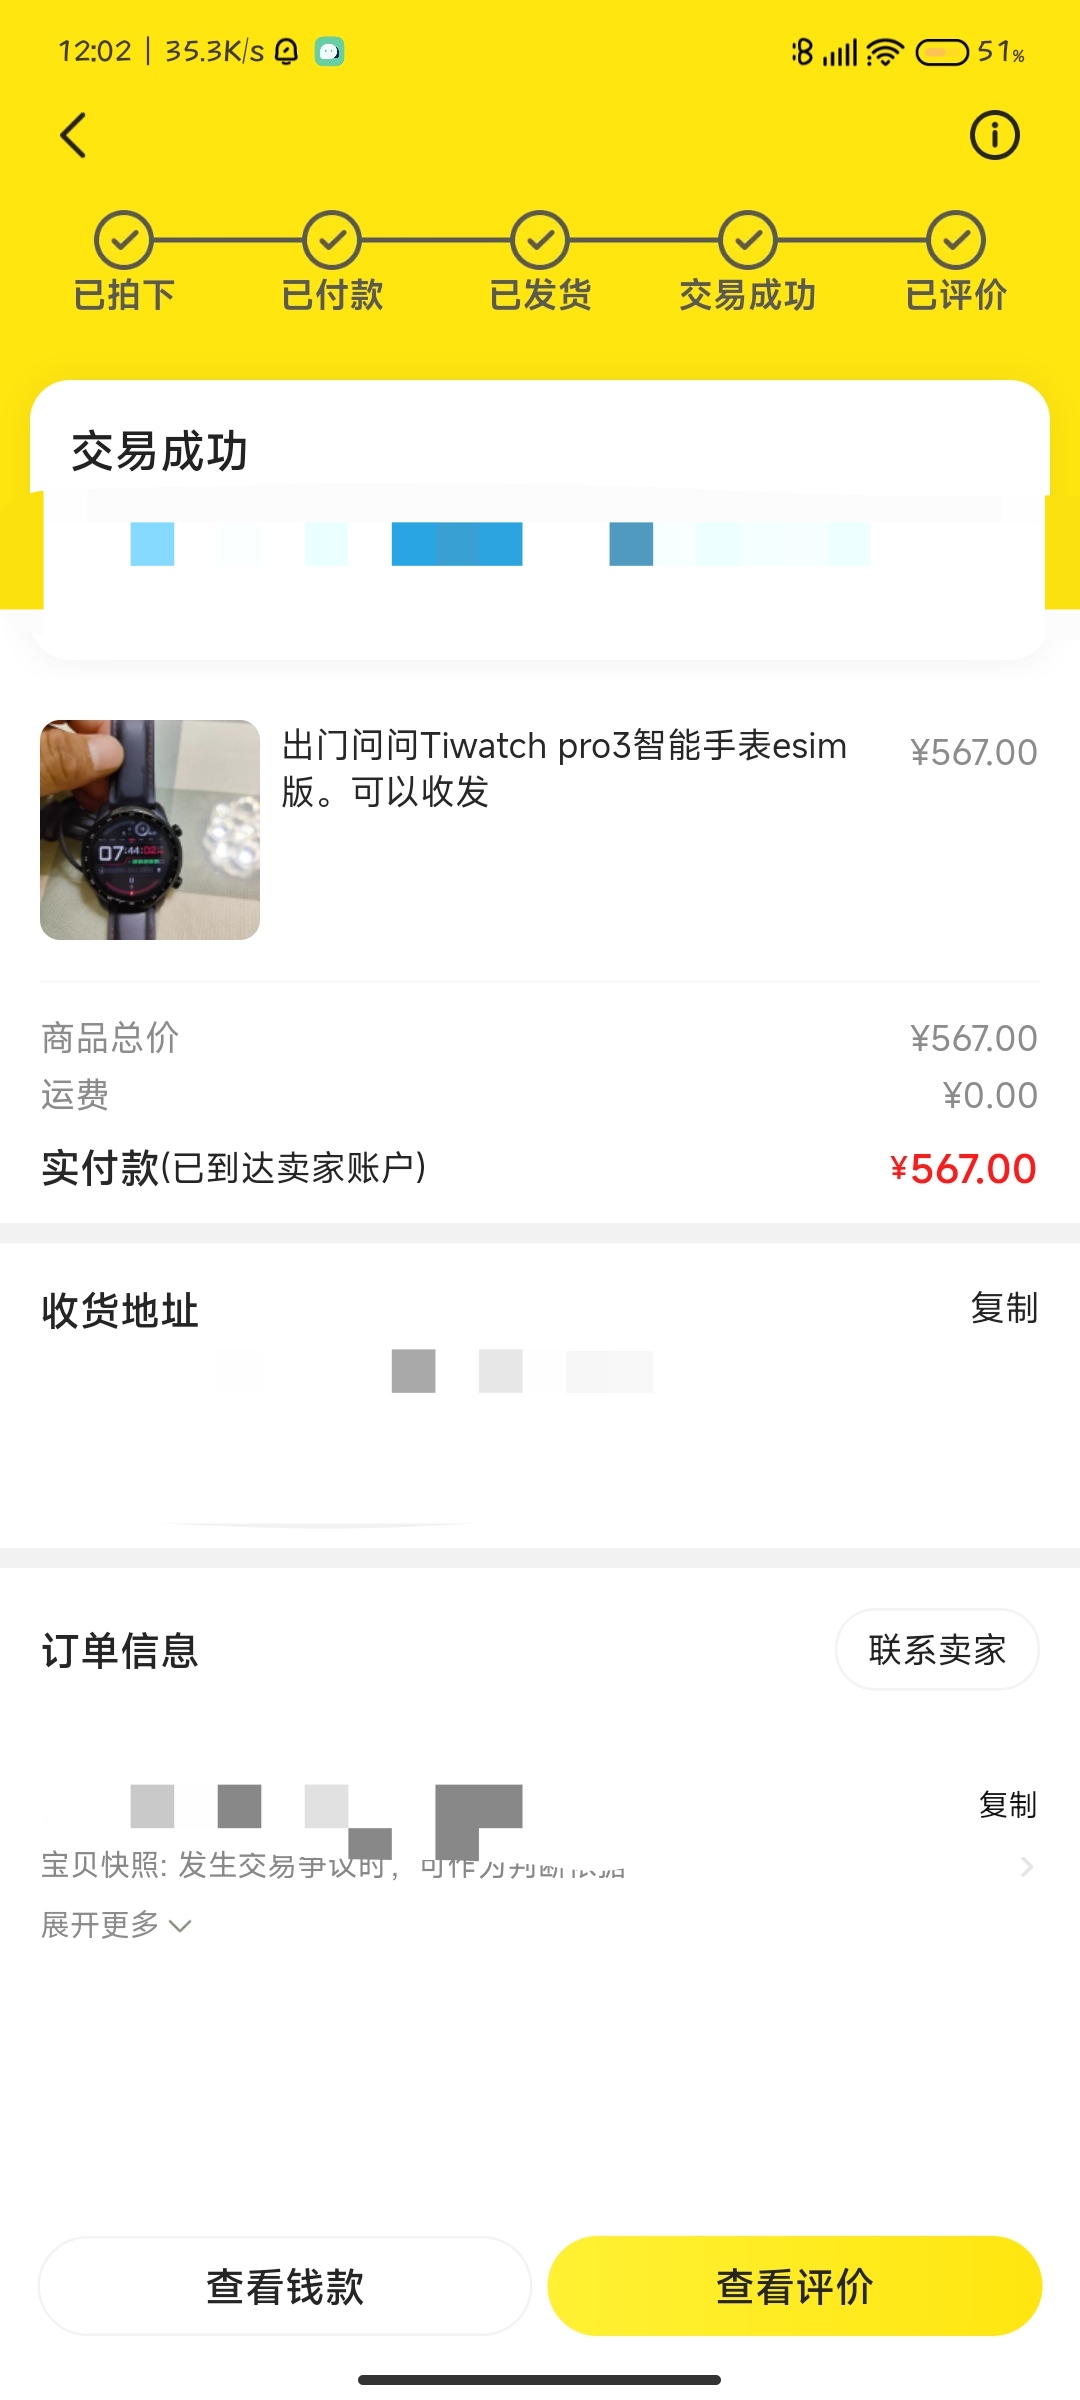 12:02 | 35.3K/s
51%
已拍下 已付款 已发货 交易成功 已评价
交易成功
出门问问Tiwatch pro3智能手表esim ¥567.00
版。可以收发
07:44:02
商品总价 ¥567.00
运费 ¥0.00
实付款(已到达卖家账户) ¥567.00
收货地址 复制
订单信息 联系卖家
复制
宝贝快照: 发生交易争议时，可作为判断依据
展开更多
查看钱款 查看评价